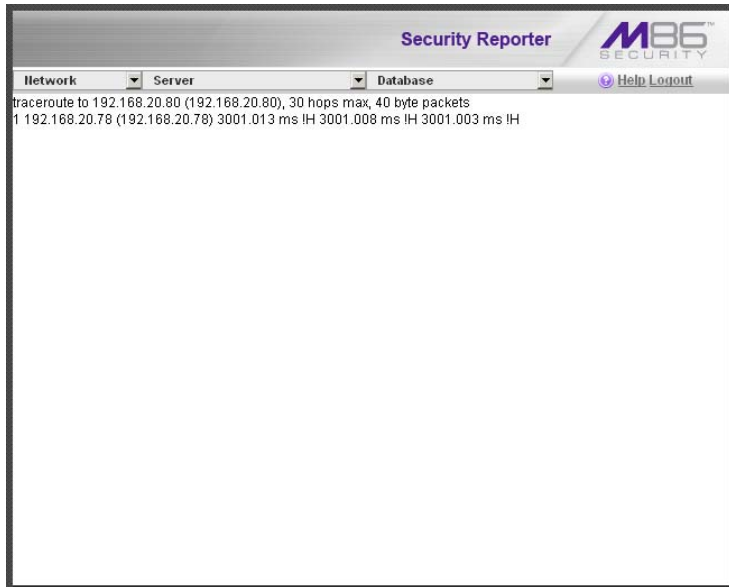 Security Reporter
M86™
SECURITY
Network Server Database Help Logout
traceroute to 192.168.20.80 (192.168.20.80), 30 hops max, 40 byte packets
1 192.168.20.78 (192.168.20.78) 3001.013 ms !H 3001.008 ms !H 3001.003 ms !H